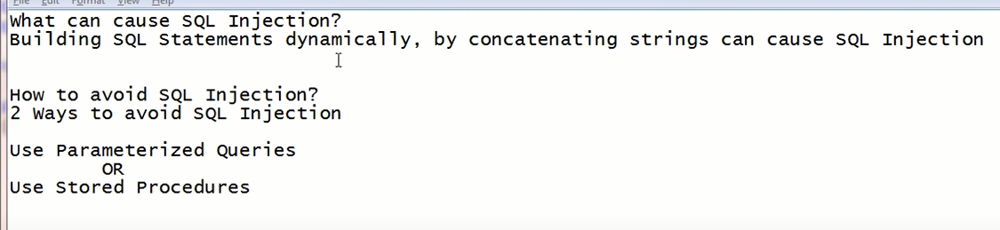 File Edit Format View Help
What can cause SQL Injection?
Building SQL Statements dynamically, by concatenating strings can cause SQL Injection
How to avoid SQL Injection?
2 Ways to avoid SQL Injection
Use Parameterized Queries
OR
Use Stored Procedures